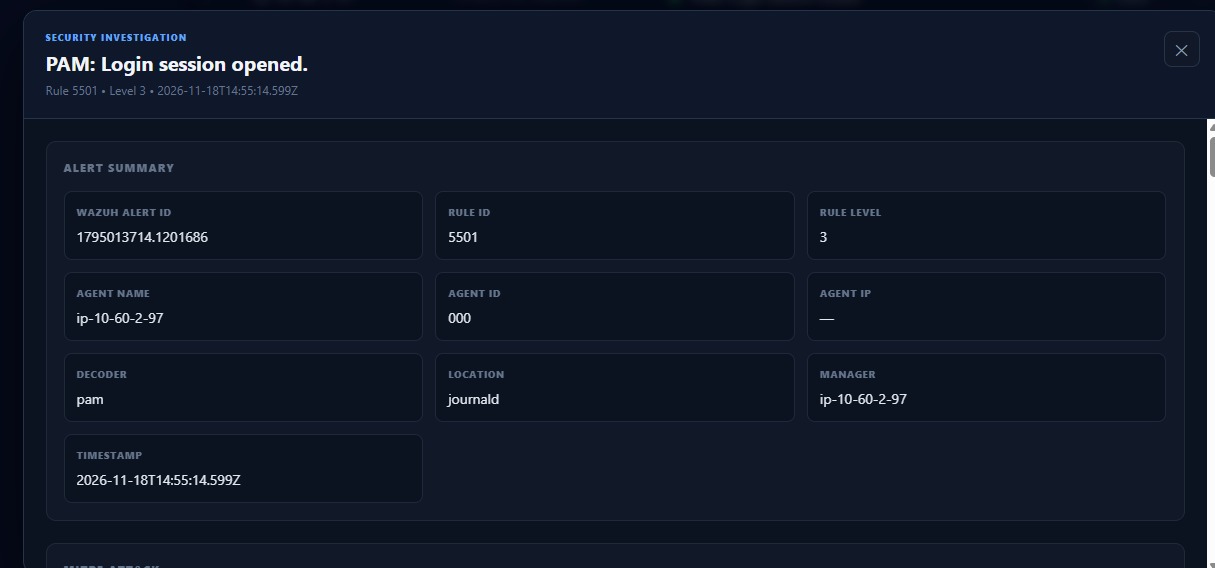 SECURITY INVESTIGATION
PAM: Login session opened.
Rule 5501 • Level 3 • 2026-11-18T14:55:14.599Z
ALERT SUMMARY
WAZUH ALERT ID
1795013714.1201686
RULE ID
5501
RULE LEVEL
3
AGENT NAME
ip-10-60-2-97
AGENT ID
000
AGENT IP
—
DECODER
pam
LOCATION
journald
MANAGER
ip-10-60-2-97
TIMESTAMP
2026-11-18T14:55:14.599Z